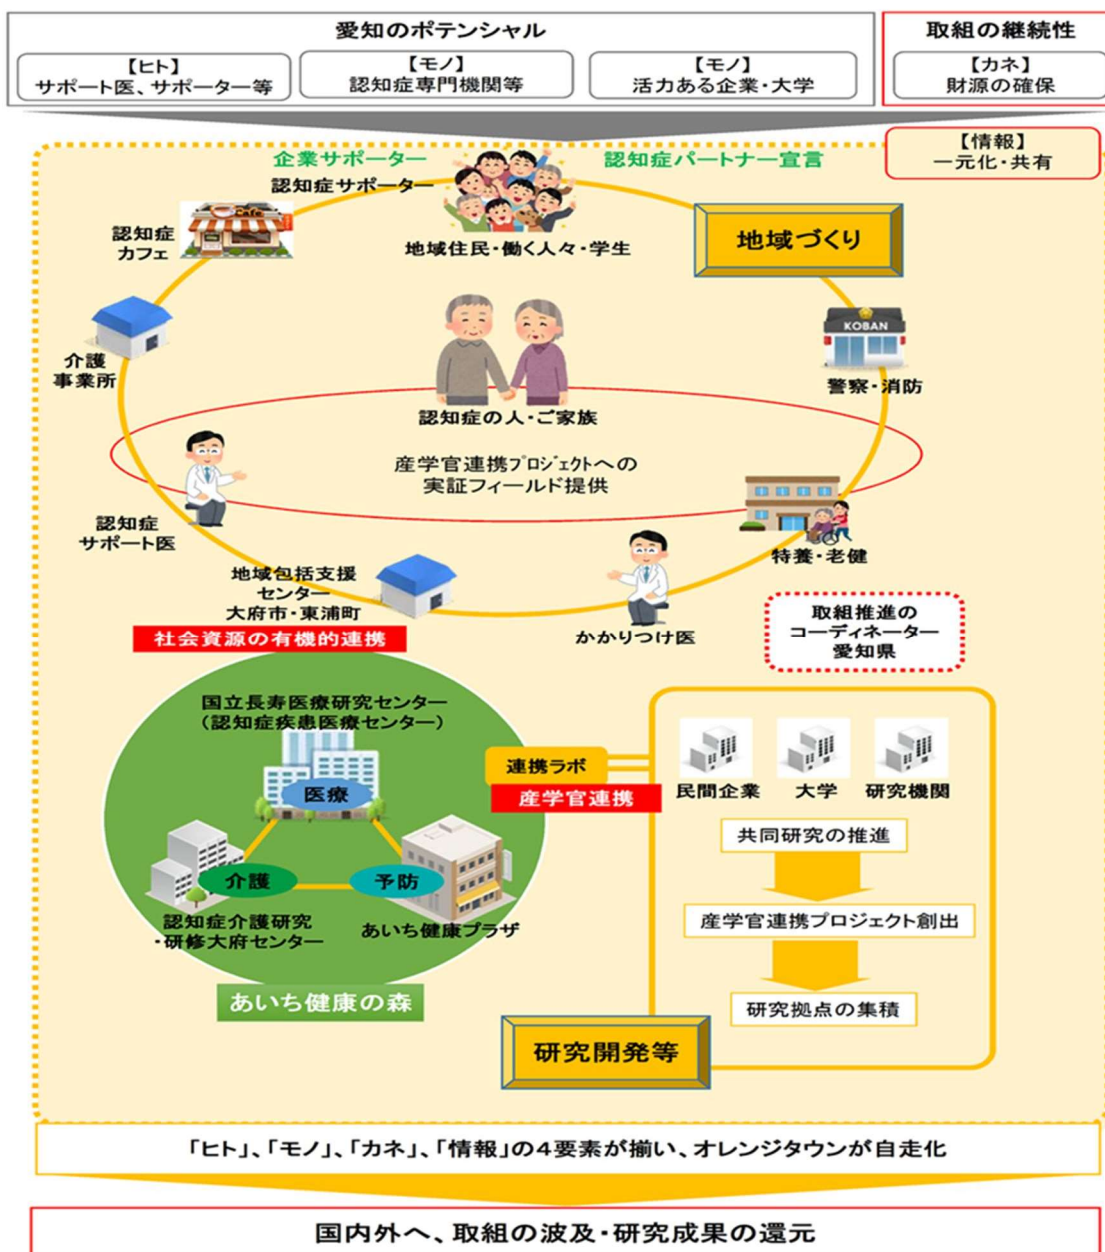 愛知のポテンシャル
【ヒト】
サポート医、サポーター等
【モノ】
認知症専門機関等
【モノ】
活力ある企業・大学
取組の継続性
【カネ】
財源の確保
【情報】
一元化・共有
企業サポーター
認知症サポーター
認知症パートナー宣言
地域住民・働く人々・学生
地域づくり
Cafe
認知症
カフェ
介護
事業所
KOBAN
警察・消防
認知症の人・ご家族
産学官連携プロジェクトへの
実証フィールド提供
認知症
サポート医
地域包括支援
センター
大府市・東浦町
かかりつけ医
特養・老健
取組推進の
コーディネーター
愛知県
社会資源の有機的連携
国立長寿医療研究センター
（認知症疾患医療センター）
医療
介護
予防
認知症介護研究
・研修大府センター
あいち健康プラザ
あいち健康の森
連携ラボ
産学官連携
民間企業
大学
研究機関
共同研究の推進
産学官連携プロジェクト創出
研究拠点の集積
研究開発等
「ヒト」、「モノ」、「カネ」、「情報」の４要素が揃い、オレンジタウンが自走化
国内外へ、取組の波及・研究成果の還元